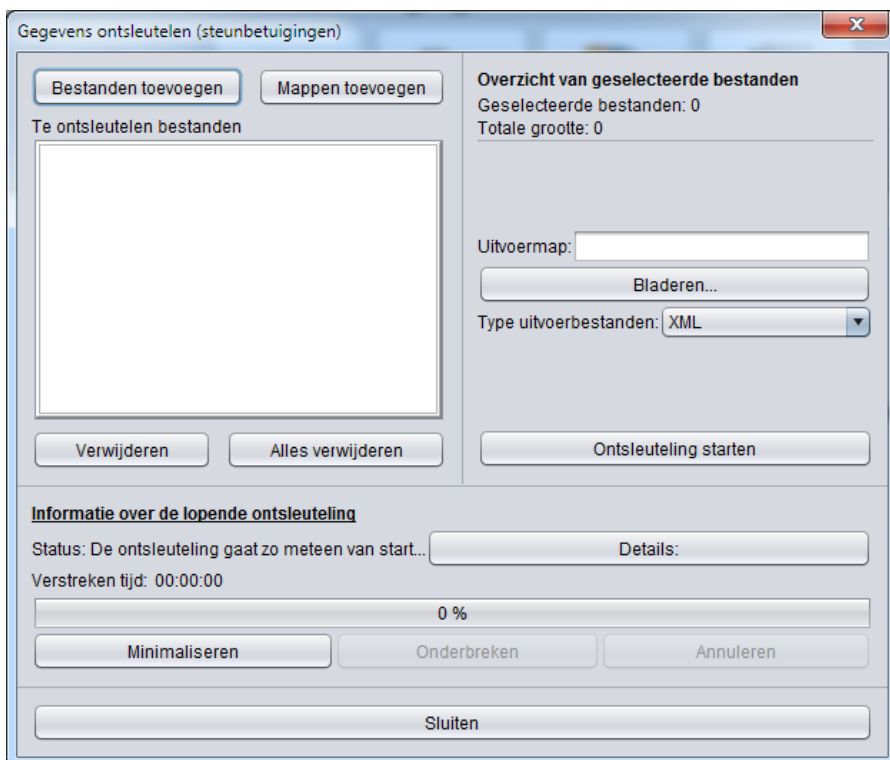 Gegevens ontsleutelen (steunbetuigingen)
Bestanden toevoegen
Mappen toevoegen
Te ontsleutelen bestanden
Verwijderen
Alles verwijderen
Overzicht van geselecteerde bestanden
Geselecteerde bestanden: 0
Totale grootte: 0
Uitvoermap:
Bladeren...
Type uitvoerbestanden: XML
Ontsleuteling starten
Informatie over de lopende ontsleuteling
Status: De ontsleuteling gaat zo meteen van start... Details:
Verstreken tijd: 00:00:00
0 %
Minimaliseren Onderbreken Annuleren
Sluiten